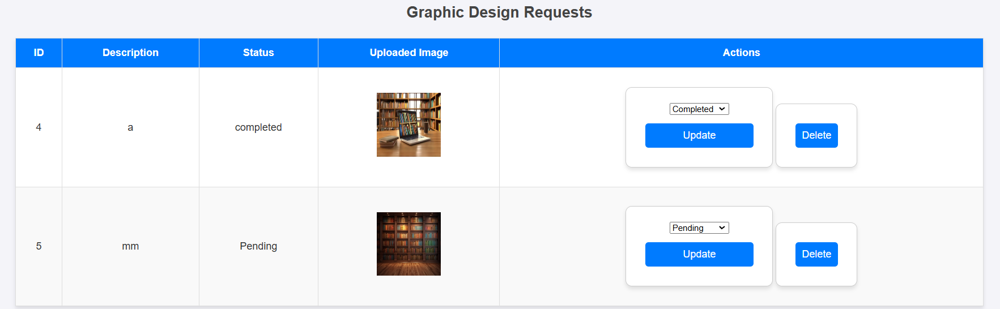 Graphic Design Requests
ID Description Status Uploaded Image Actions
Completed
4 a completed Update Delete
Pending
5 mm Pending Update Delete